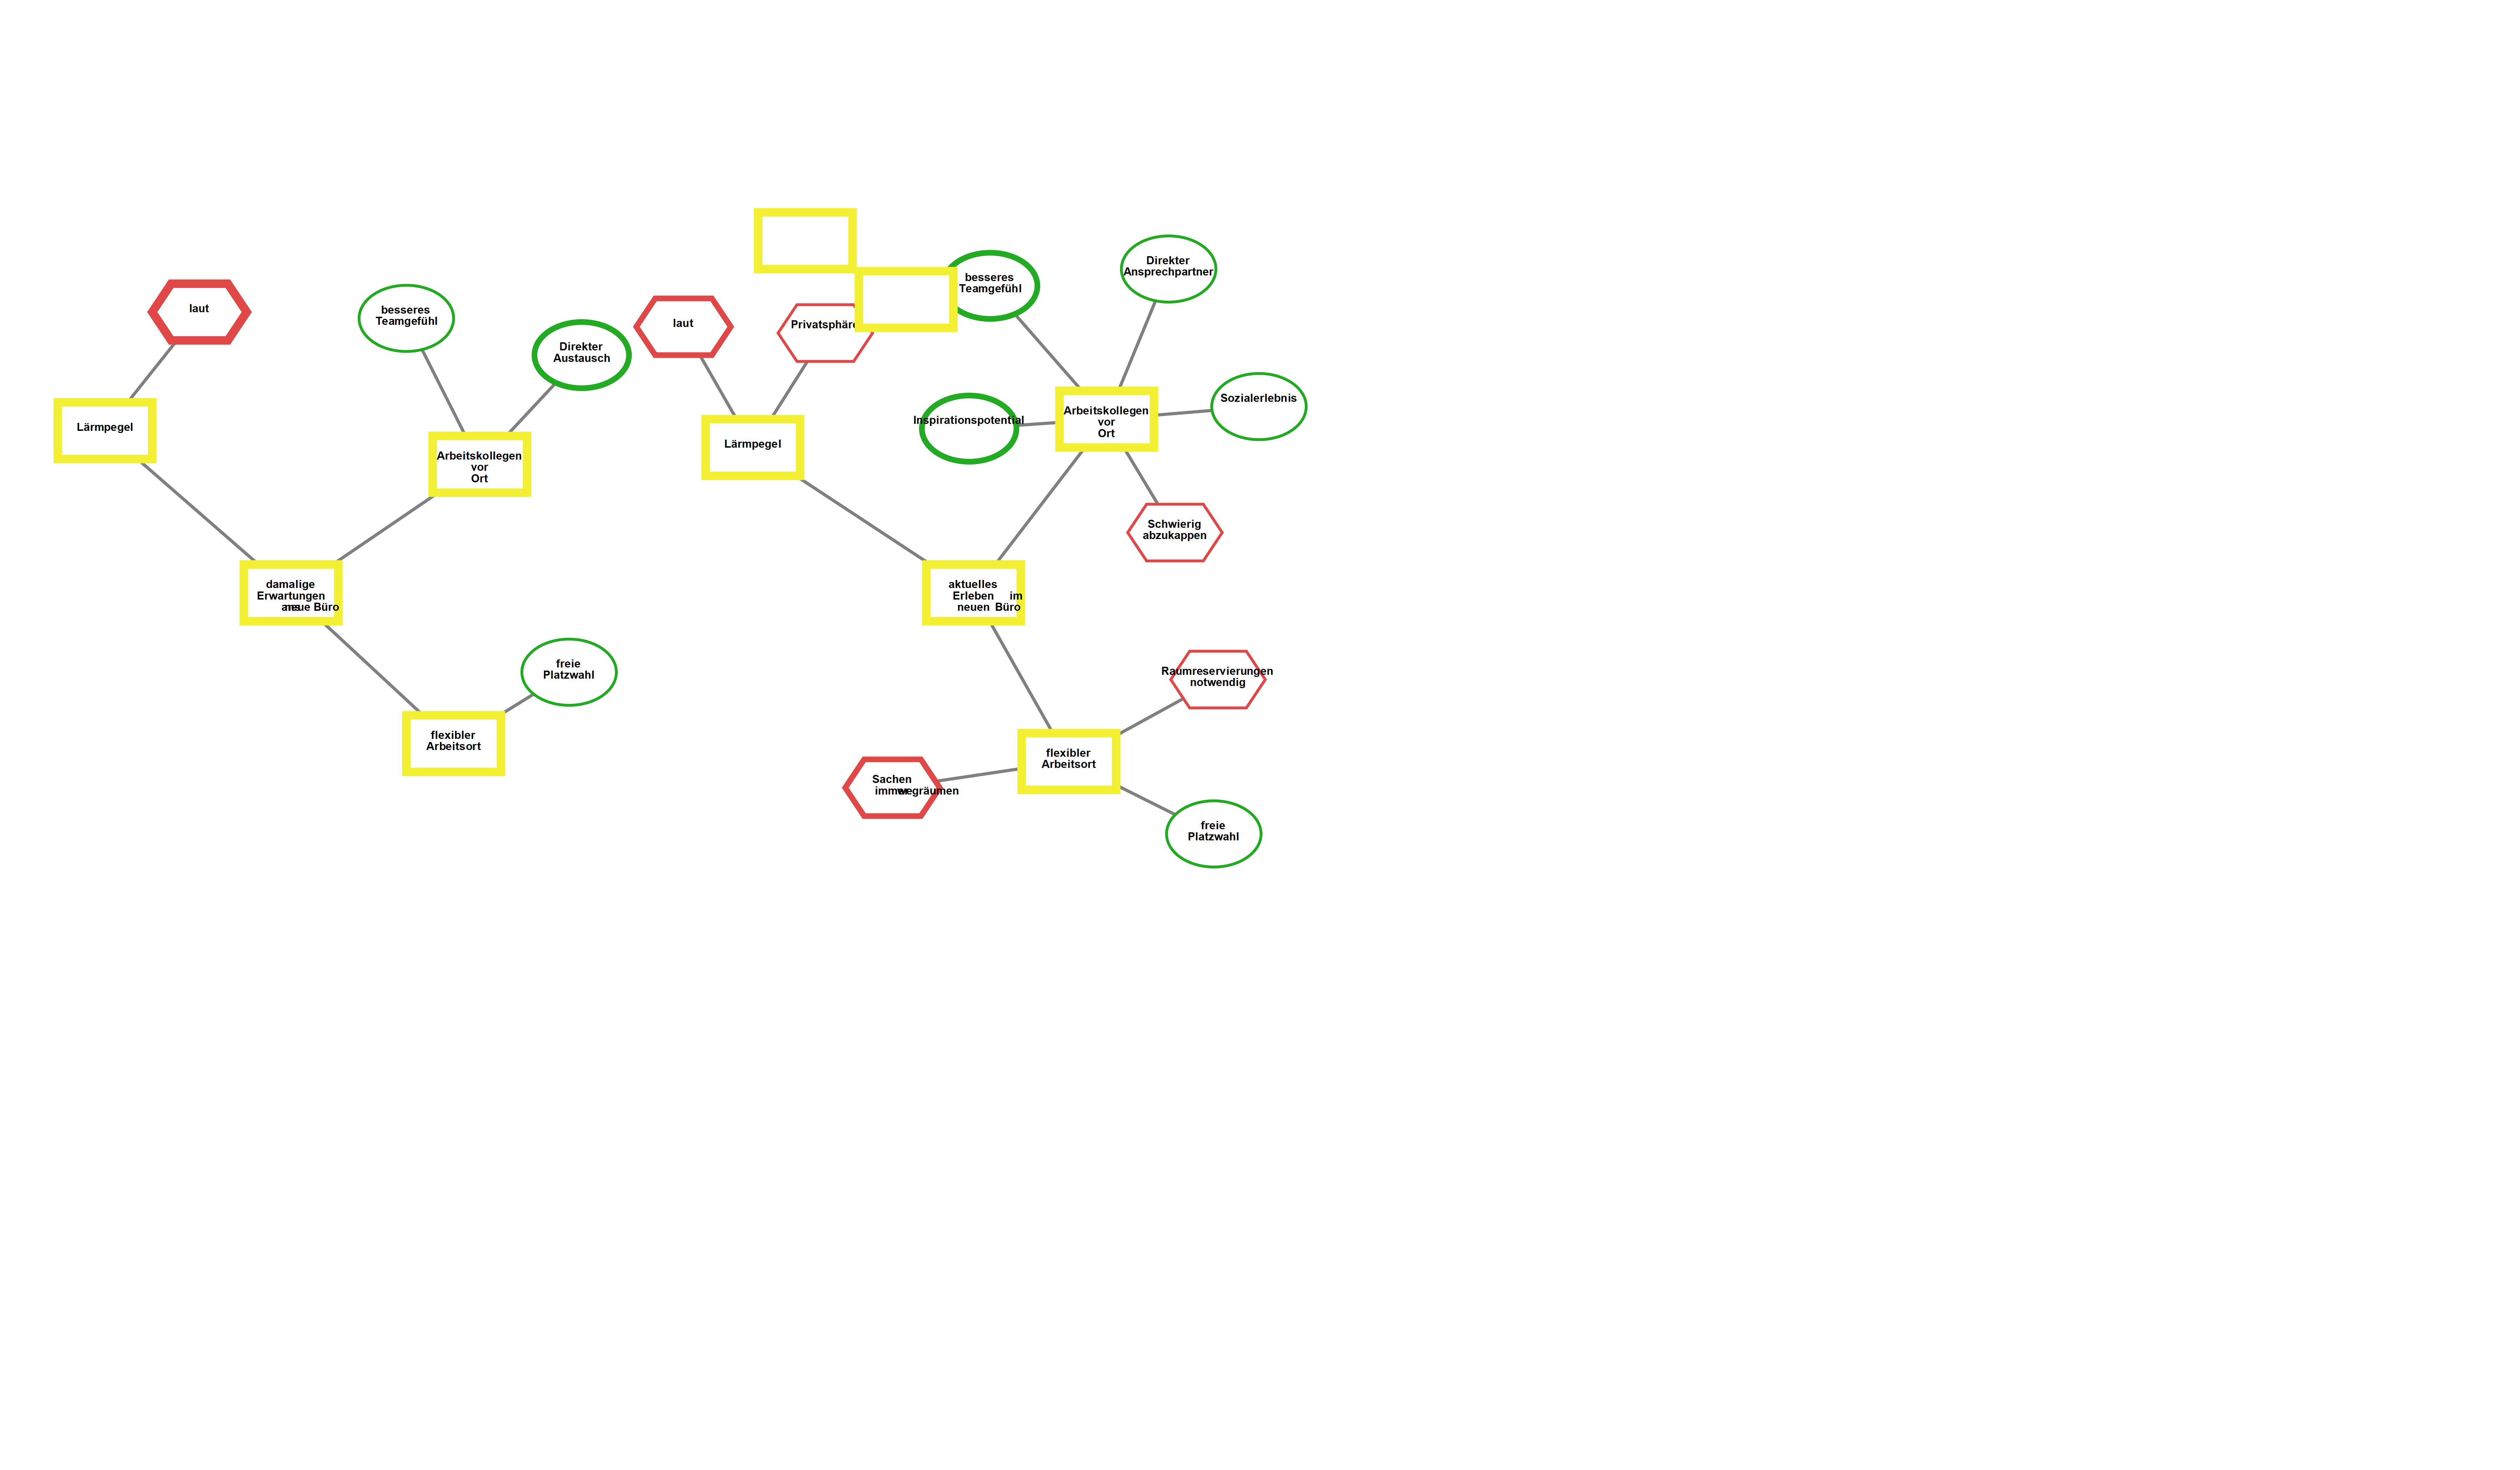 laut
besseres
Teamgefühl
Direkter
Austausch
Lärmpegel
Arbeitskollegen
vor
Ort
damalige
Erwartungen
ans neue Büro
freie
Platzwahl
flexibler
Arbeitsort
laut
Privatsphäre
besseres
Teamgefühl
Direkter
Ansprechpartner
Lärmpegel
Inspirationspotential
Arbeitskollegen
vor
Ort
Sozialerlebnis
Schwierig
abzukappen
aktuelles
Erleben im
neuen Büro
Raumreservierungen
notwendig
flexibler
Arbeitsort
Sachen
immer wegräumen
freie
Platzwahl